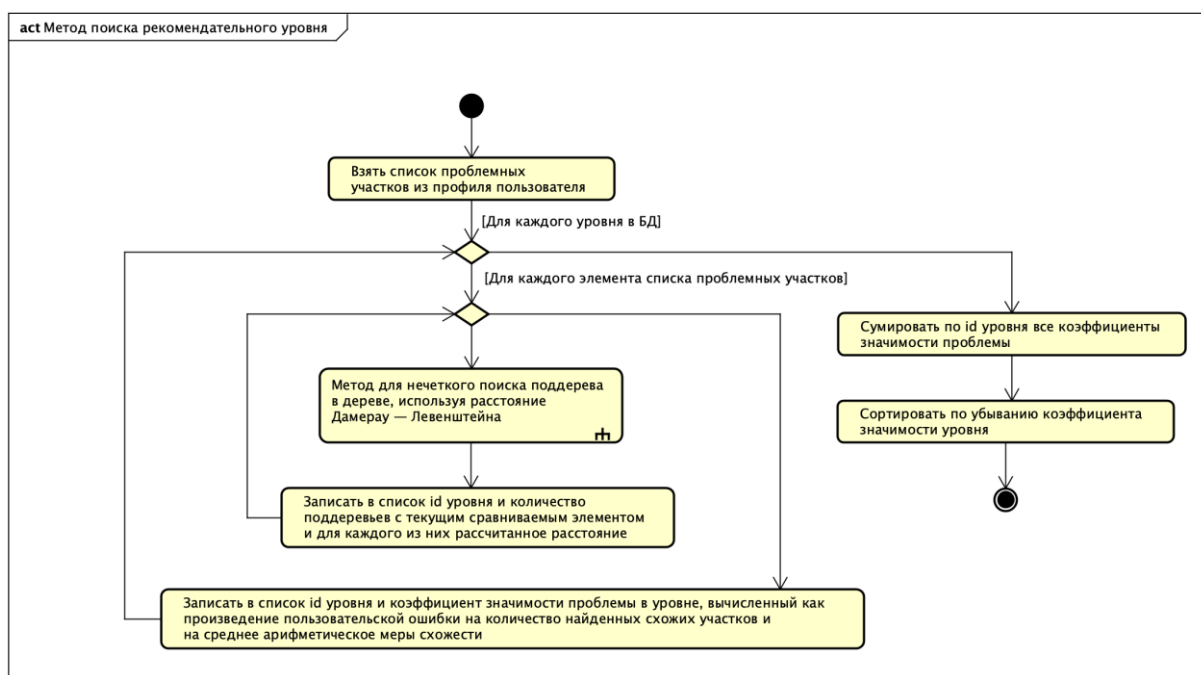 act Метод поиска рекомендательного уровня
Взять список проблемных
участков из профиля пользователя
[Для каждого уровня в БД]
[Для каждого элемента списка проблемных участков]
Метод для нечеткого поиска поддерева
в дереве, используя расстояние
Дамерау — Левенштейна
Записать в список id уровня и количество
поддеревьев с текущим сравниваемым элементом
и для каждого из них рассчитанное расстояние
Записать в список id уровня и коэффициент значимости проблемы в уровне, вычисленный как
произведение пользовательской ошибки на количество найденных схожих участков и
на среднее арифметическое меры схожести
Сумировать по id уровня все коэффициенты
значимости проблемы
Сортировать по убыванию коэффициента
значимости уровня